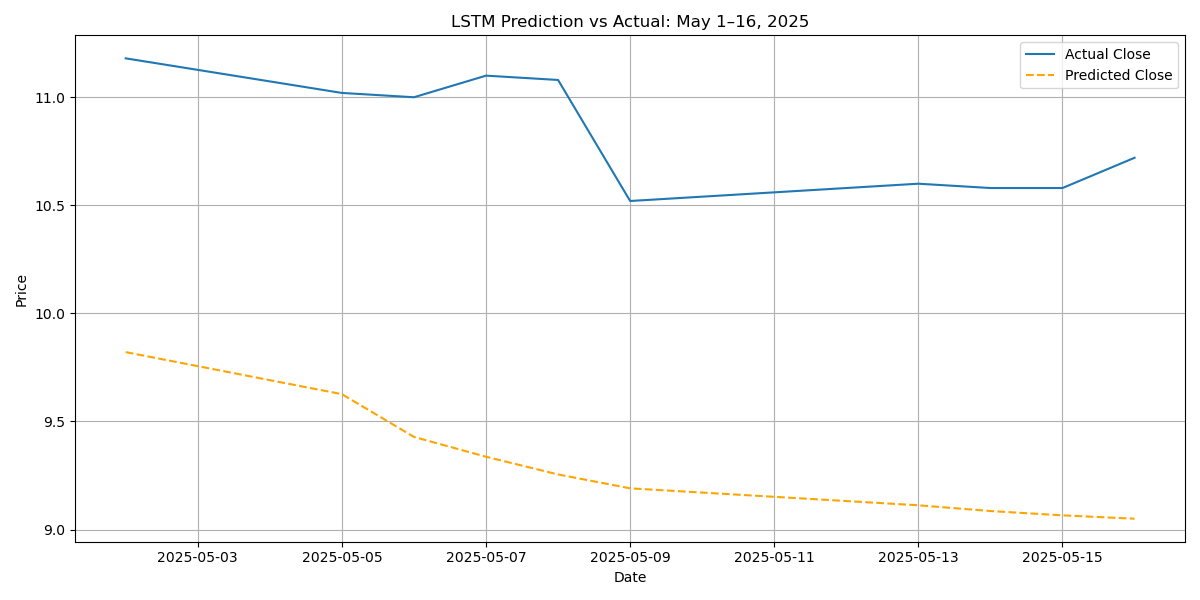 LSTM Prediction vs Actual: May 1–16, 2025
Actual Close
Predicted Close
Price
11.0
10.5
10.0
9.5
9.0
2025-05-03
2025-05-05
2025-05-07
2025-05-09
2025-05-11
2025-05-13
2025-05-15
Date